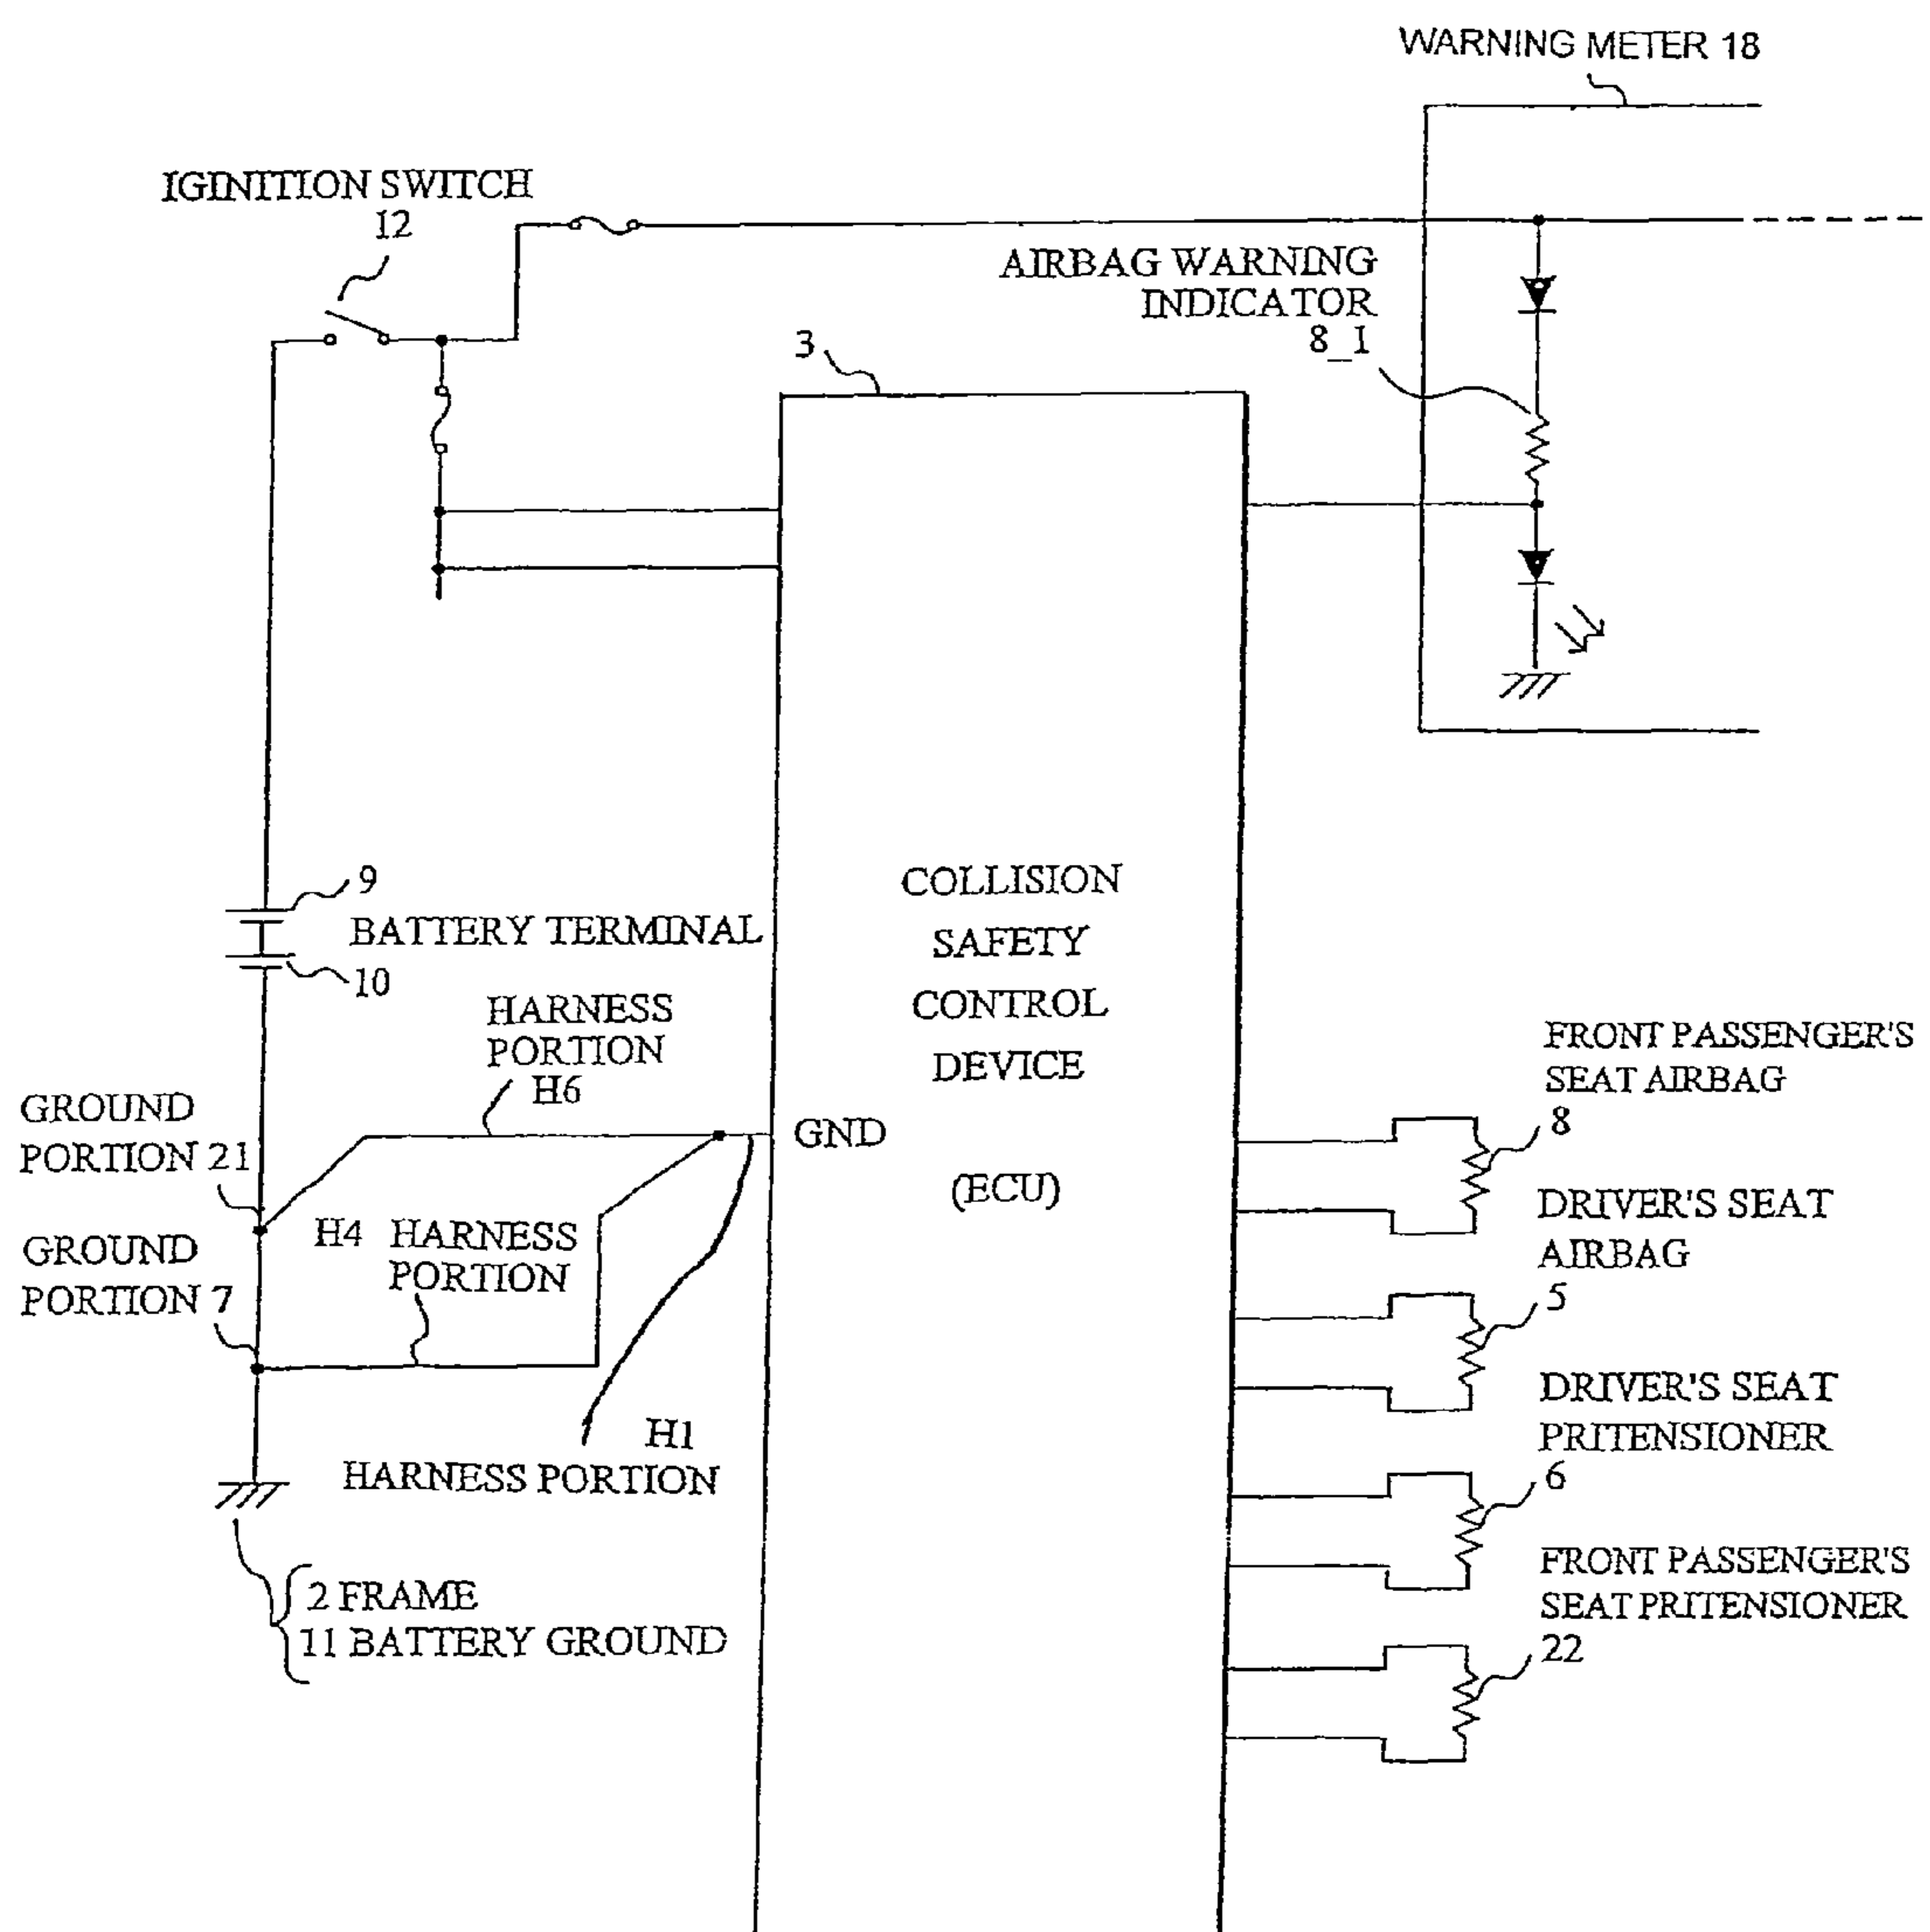 WARNING METER 18
IGINITION SWITCH
12
AIRBAG WARNING
INDICATOR
8_1
3
9
BATTERY TERMINAL
10
COLLISION
SAFETY
CONTROL
DEVICE
(ECU)
HARNESS
PORTION
H6
GND
GROUND
PORTION 21
GROUND
PORTION 7
H4 HARNESS
PORTION
H1
HARNESS PORTION
2 FRAME
11 BATTERY GROUND
FRONT PASSENGER'S
SEAT AIRBAG
8
DRIVER'S SEAT
AIRBAG
5
DRIVER'S SEAT
PRITENSIONER
6
FRONT PASSENGER'S
SEAT PRITENSIONER
22